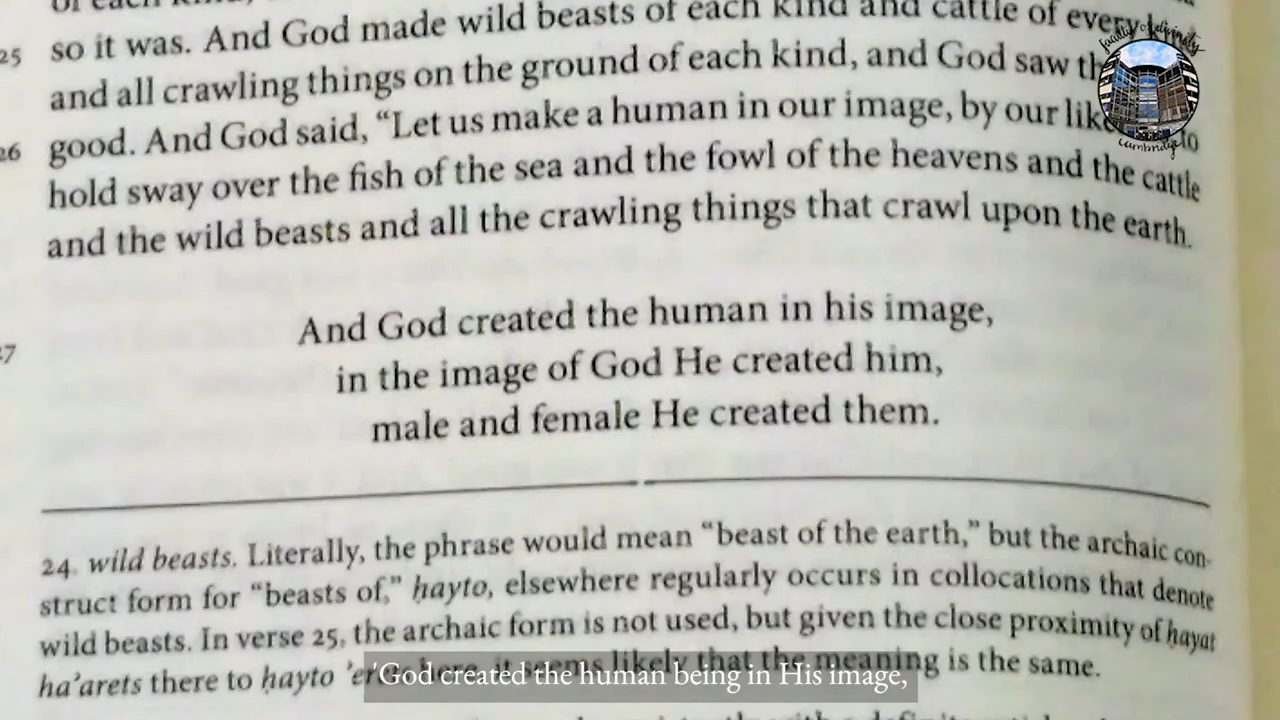 so it was. And God made wild beasts of each kind and cattle of every
25
and all crawling things on the ground of each kind, and God saw
good. And God said, “Let us make a human in our image, by our
26
hold sway over the fish of the sea and the fowl of the heavens and the cattle
and the wild beasts and all the crawling things that crawl upon the earth.
And God created the human in his image,
in the image of God He created him,
male and female He created them.
24. wild beasts. Literally, the phrase would mean “beast of the earth,” but the archaic con-
struct form for “beasts of,” ḥayto, elsewhere regularly occurs in collocations that denote
wild beasts. In verse 25, the archaic form is not used, but given the close proximity of ḥayat
ha’arets there to ḥayto here, it seems likely that the meaning is the same.
'God created the human being in His image,
faculty of divinity
cambridge